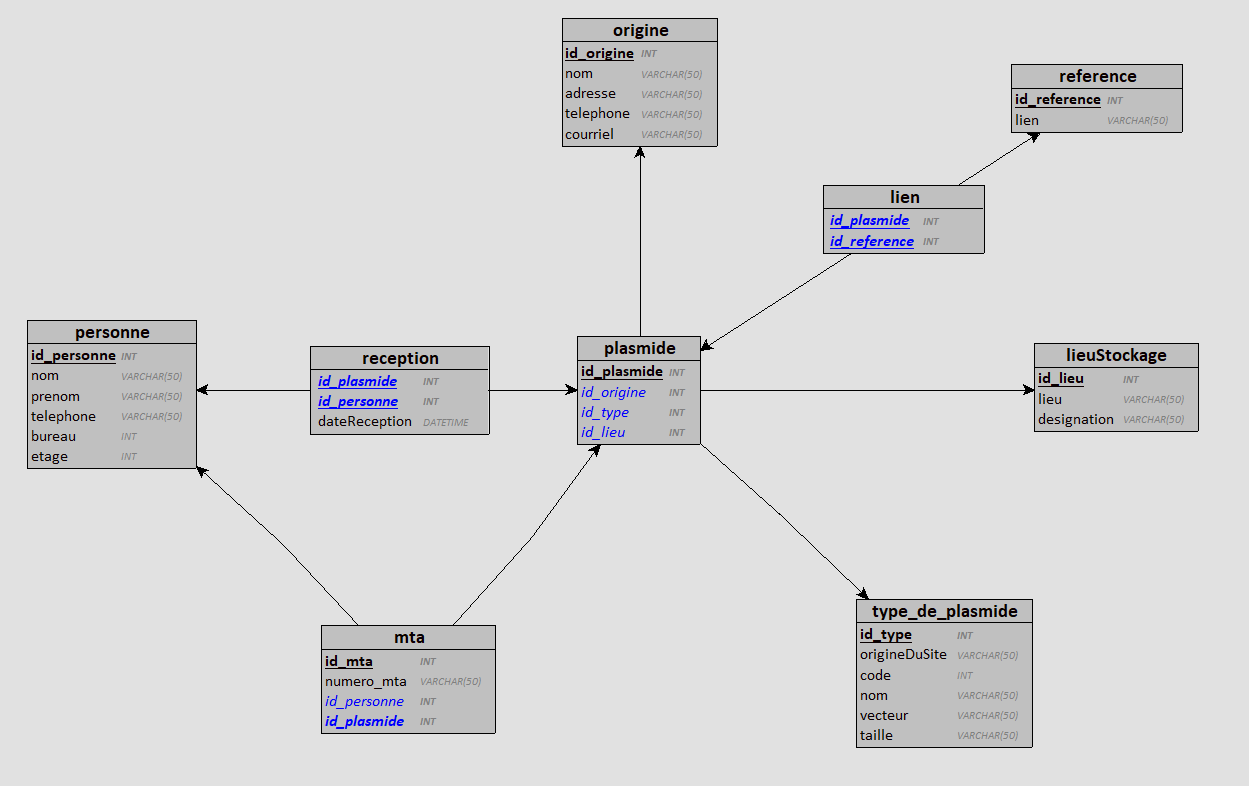 origine
id_origine INT
nom VARCHAR(50)
adresse VARCHAR(50)
telephone VARCHAR(50)
courriel VARCHAR(50)
reference
id_reference INT
lien VARCHAR(50)
lien
id_plasmide INT
id_reference INT
personne
id_personne INT
nom VARCHAR(50)
prenom VARCHAR(50)
telephone VARCHAR(50)
bureau INT
etage INT
reception
id_plasmide INT
id_personne INT
dateReception DATETIME
plasmide
id_plasmide INT
id_origine INT
id_type INT
id_lieu INT
lieuStockage
id_lieu INT
lieu VARCHAR(50)
designation VARCHAR(50)
mta
id_mta INT
numero_mta VARCHAR(50)
id_personne INT
id_plasmide INT
type_de_plasmide
id_type INT
origineDuSite VARCHAR(50)
code INT
nom VARCHAR(50)
vecteur VARCHAR(50)
taille VARCHAR(50)